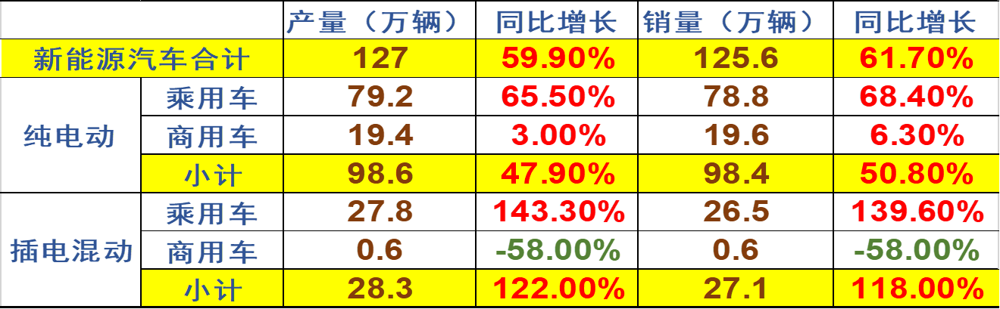 产量（万辆） 同比增长 销量（万辆） 同比增长
新能源汽车合计 127 59.90% 125.6 61.70%
纯电动 乘用车 79.2 65.50% 78.8 68.40%
商用车 19.4 3.00% 19.6 6.30%
小计 98.6 47.90% 98.4 50.80%
插电混动 乘用车 27.8 143.30% 26.5 139.60%
商用车 0.6 -58.00% 0.6 -58.00%
小计 28.3 122.00% 27.1 118.00%